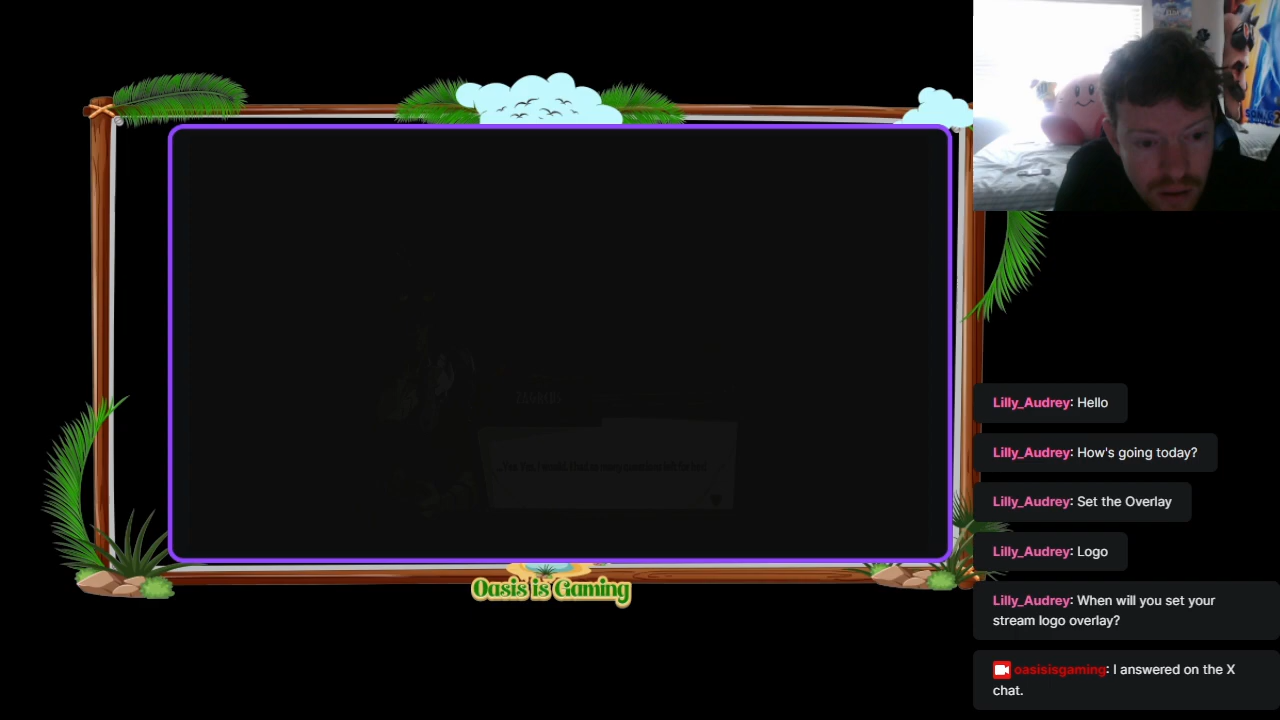 Lilly_Audrey: Hello
Lilly_Audrey: How's going today?
Lilly_Audrey: Set the Overlay
Lilly_Audrey: Logo
Lilly_Audrey: When will you set your
stream logo overlay?
oasisisgaming: I answered on the X
chat.
Oasis is Gaming